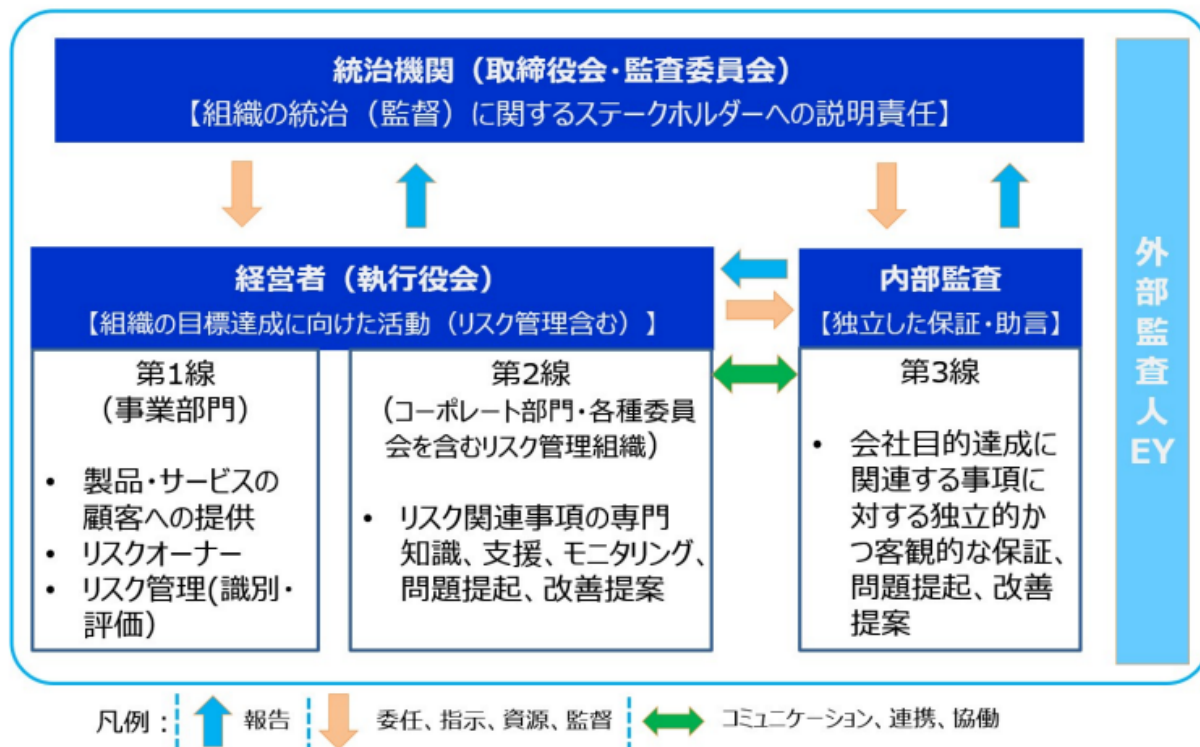 統治機関（取締役会・監査委員会）
【組織の統治（監督）に関するステークホルダーへの説明責任】
経営者（執行役会）
【組織の目標達成に向けた活動（リスク管理含む）】
第1線
（事業部門）
• 製品・サービスの
顧客への提供
• リスクオーナー
• リスク管理(識別・
評価)
第2線
（コーポレート部門・各種委員
会を含むリスク管理組織）
• リスク関連事項の専門
知識、支援、モニタリング、
問題提起、改善提案
内部監査
【独立した保証・助言】
第3線
• 会社目的達成に
関連する事項に
対する独立的か
つ客観的な保証、
問題提起、改善
提案
外部監査人EY
凡例：報告 委任、指示、資源、監督 コミュニケーション、連携、協働